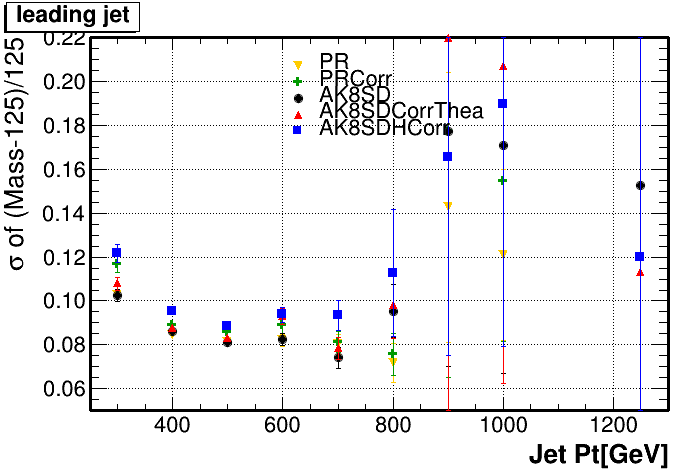 leading jet
σ of (Mass-125)/125
0.22
0.20
0.18
0.16
0.14
0.12
0.10
0.08
0.06
PR
PRCorr
AK8SD
AK8SDCorrThea
AK8SDHCorr
400
600
800
1000
1200
Jet Pt[GeV]